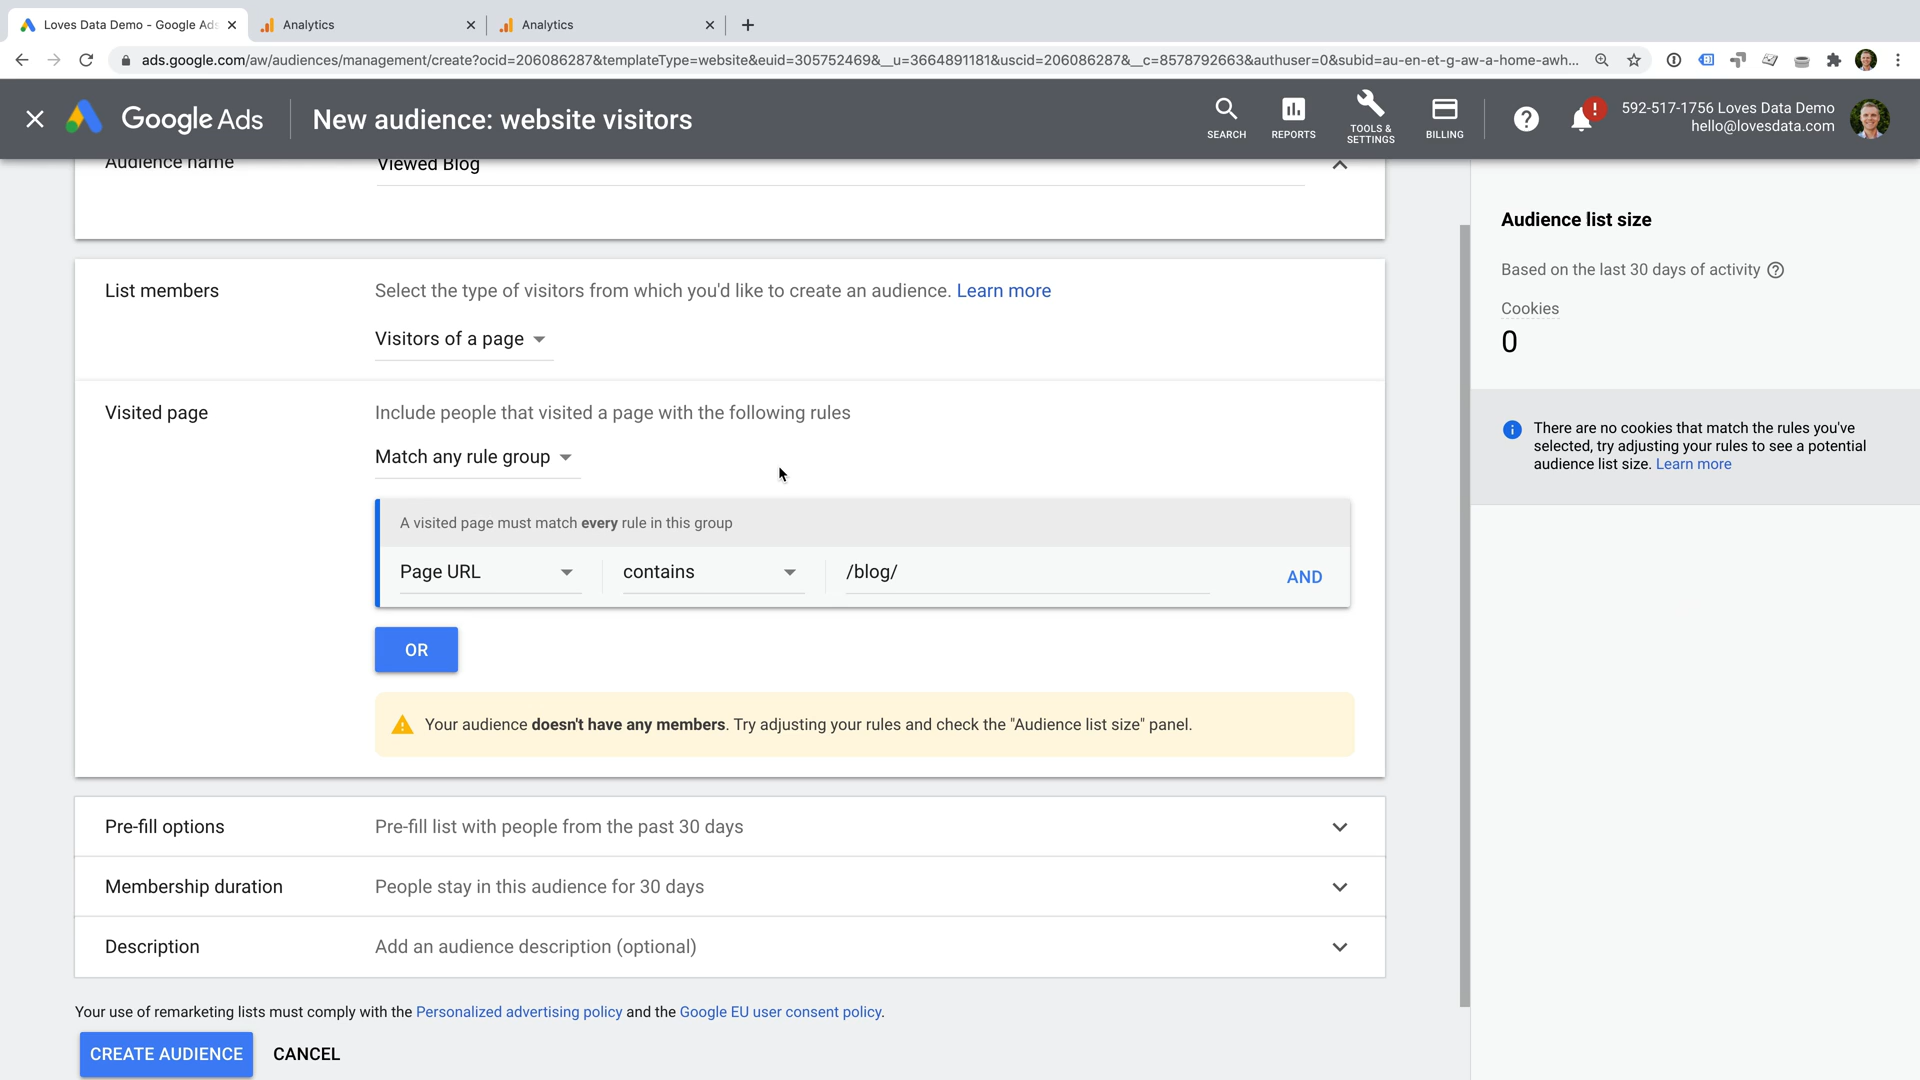 Loves Data Demo - Google Ads
Analytics
Analytics
ads.google.com/aw/audiences/management/create?ocid=206086287&templateType=website&euid=305752469&__u=3664891181&uscid=206086287&__c=8578792663&authuser=0&subid=au-en-et-g-aw-a-home-awh...
Google Ads
New audience: website visitors
SEARCH
REPORTS
TOOLS &
SETTINGS
BILLING
592-517-1756 Loves Data Demo
hello@lovesdata.com
Audience name
Viewed Blog
List members
Select the type of visitors from which you'd like to create an audience. Learn more
Visitors of a page
Visited page
Include people that visited a page with the following rules
Match any rule group
A visited page must match every rule in this group
Page URL
contains
/blog/
AND
OR
Your audience doesn't have any members. Try adjusting your rules and check the "Audience list size" panel.
Pre-fill options
Pre-fill list with people from the past 30 days
Membership duration
People stay in this audience for 30 days
Description
Add an audience description (optional)
Your use of remarketing lists must comply with the Personalized advertising policy and the Google EU user consent policy.
CREATE AUDIENCE
CANCEL
Audience list size
Based on the last 30 days of activity
Cookies
0
There are no cookies that match the rules you've
selected, try adjusting your rules to see a potential
audience list size. Learn more